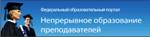 Федеральный образовательный портал
Непрерывное образование
преподавателей